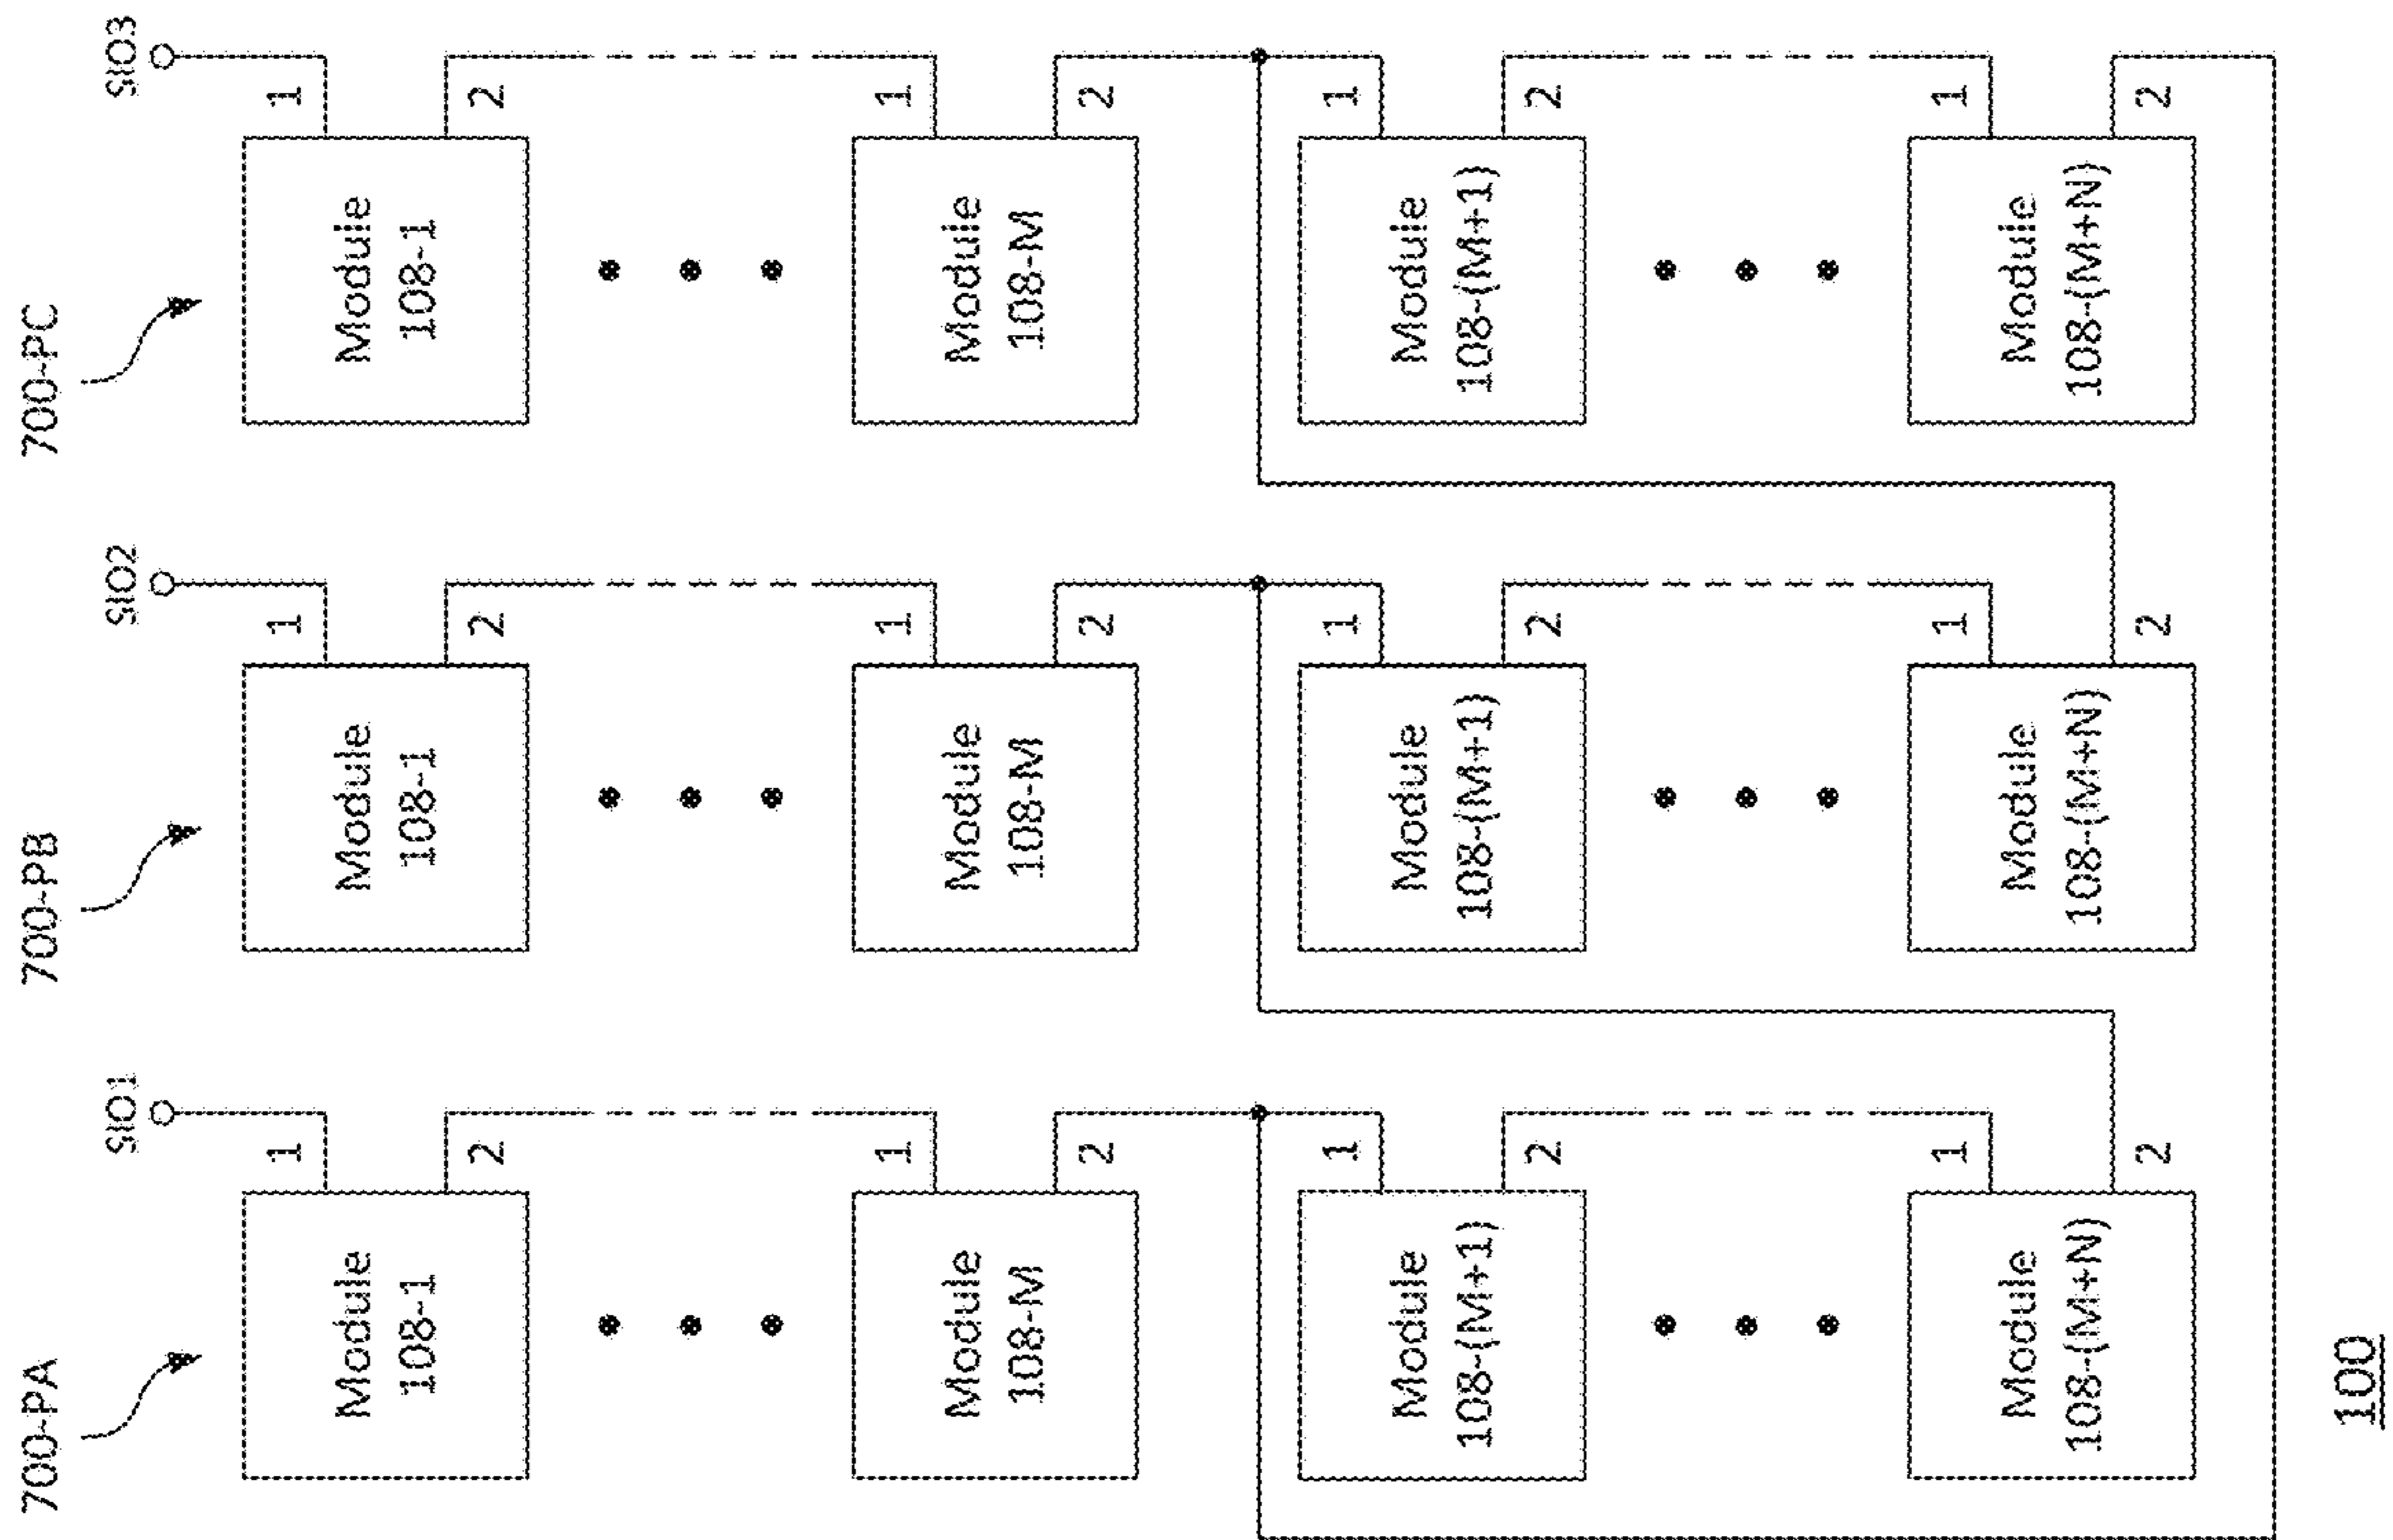 700-PA
700-PB
700-PC
SIO1
SIO2
SIO3
1
1
1
Module
108-1
Module
108-1
Module
108-1
2
2
2
1
1
1
Module
108-M
Module
108-M
Module
108-M
2
2
2
1
1
1
Module
108-(M+1)
Module
108-(M+1)
Module
108-(M+1)
2
2
2
1
1
1
Module
108-(M+N)
Module
108-(M+N)
Module
108-(M+N)
2
2
2
100